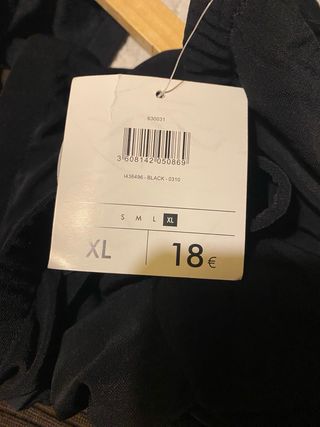 630031
3 608142 050869
I436496 - BLACK - 0310
S M L XL
XL 18€